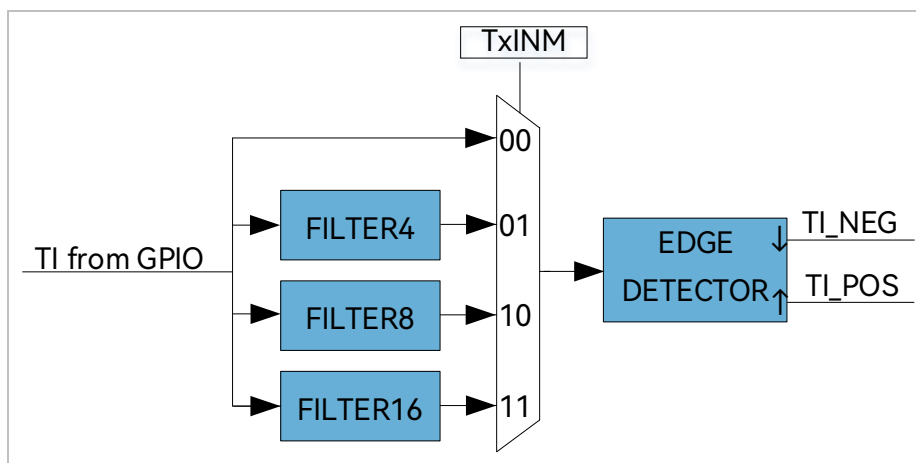 TxINM
00
FILTER4
01
TI from GPIO
EDGE
DETECTOR
↓
↑
TI_NEG
TI_POS
FILTER8
10
FILTER16
11